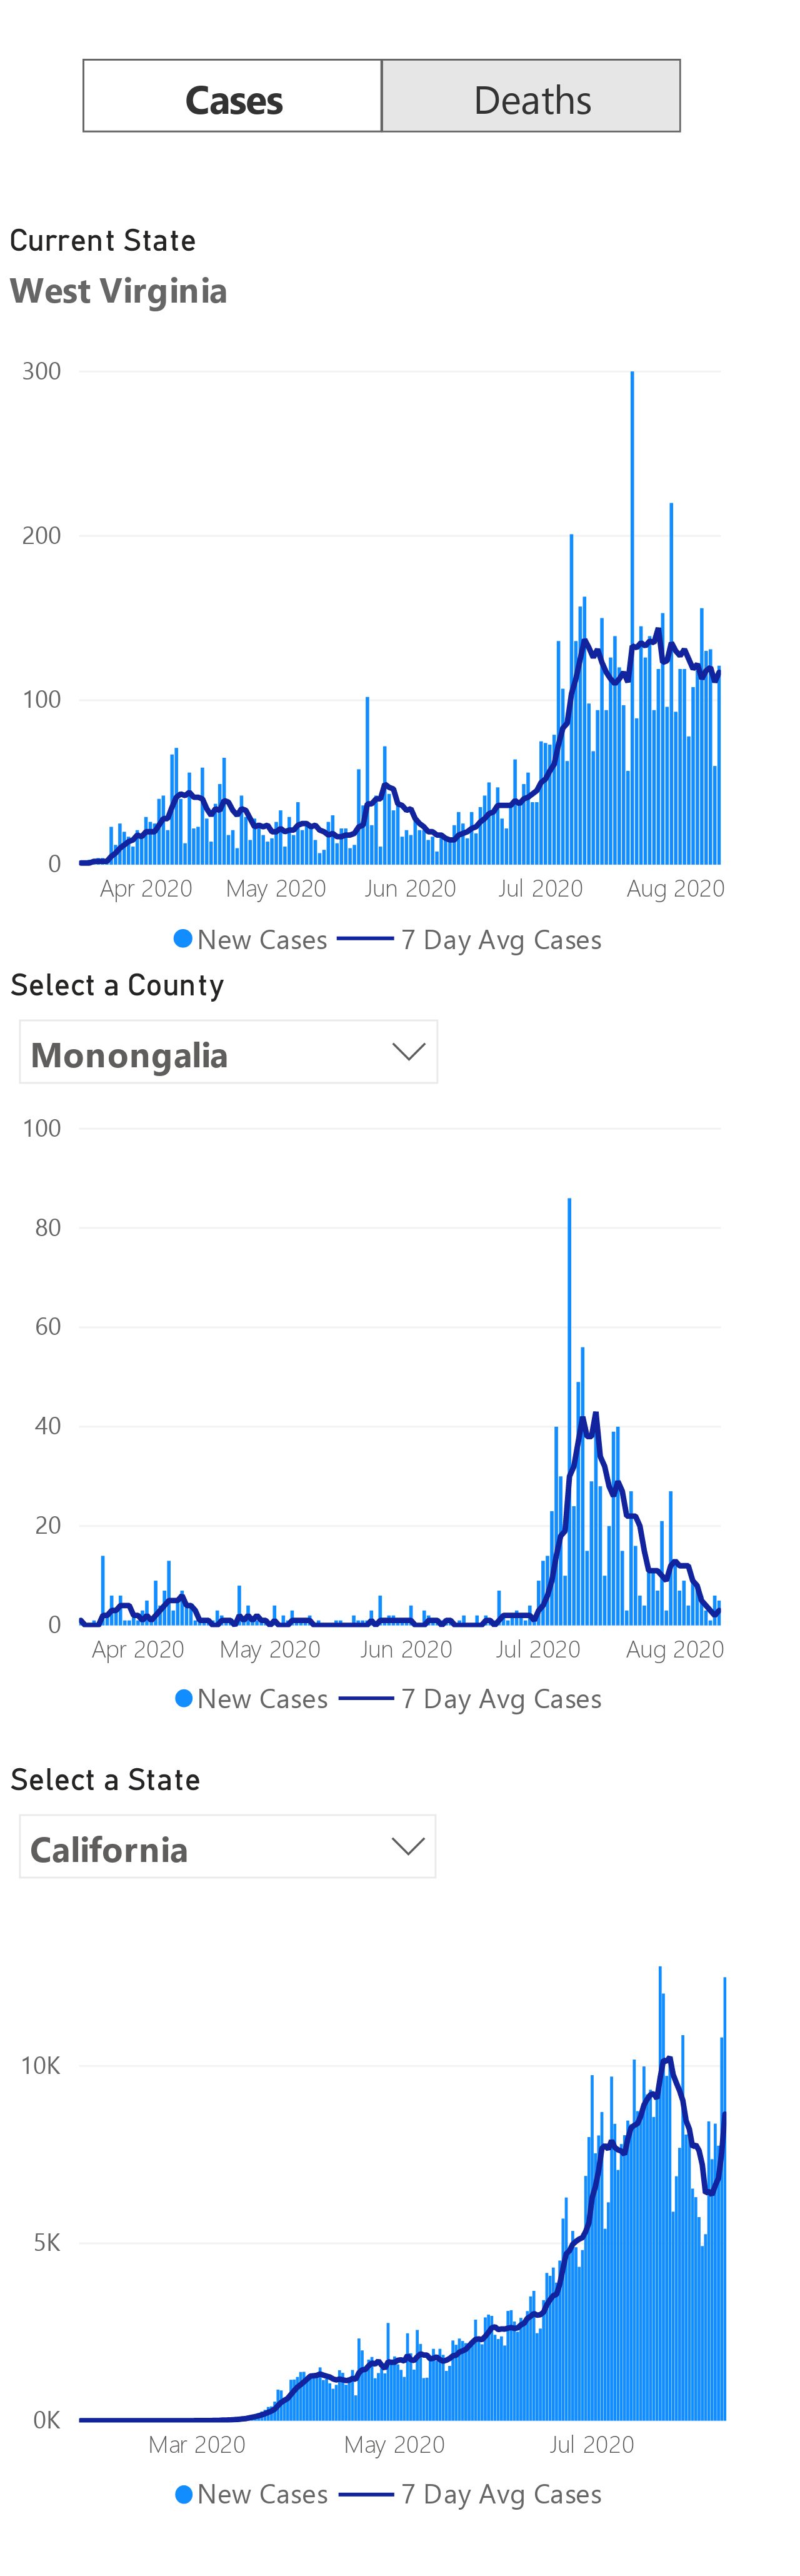 Cases Deaths
Current State
West Virginia
300
200
100
0
Apr 2020 May 2020 Jun 2020 Jul 2020 Aug 2020
New Cases 7 Day Avg Cases
Select a County
Monongalia
100
80
60
40
20
0
Apr 2020 May 2020 Jun 2020 Jul 2020 Aug 2020
New Cases 7 Day Avg Cases
Select a State
California
10K
5K
0K
Mar 2020 May 2020 Jul 2020
New Cases 7 Day Avg Cases